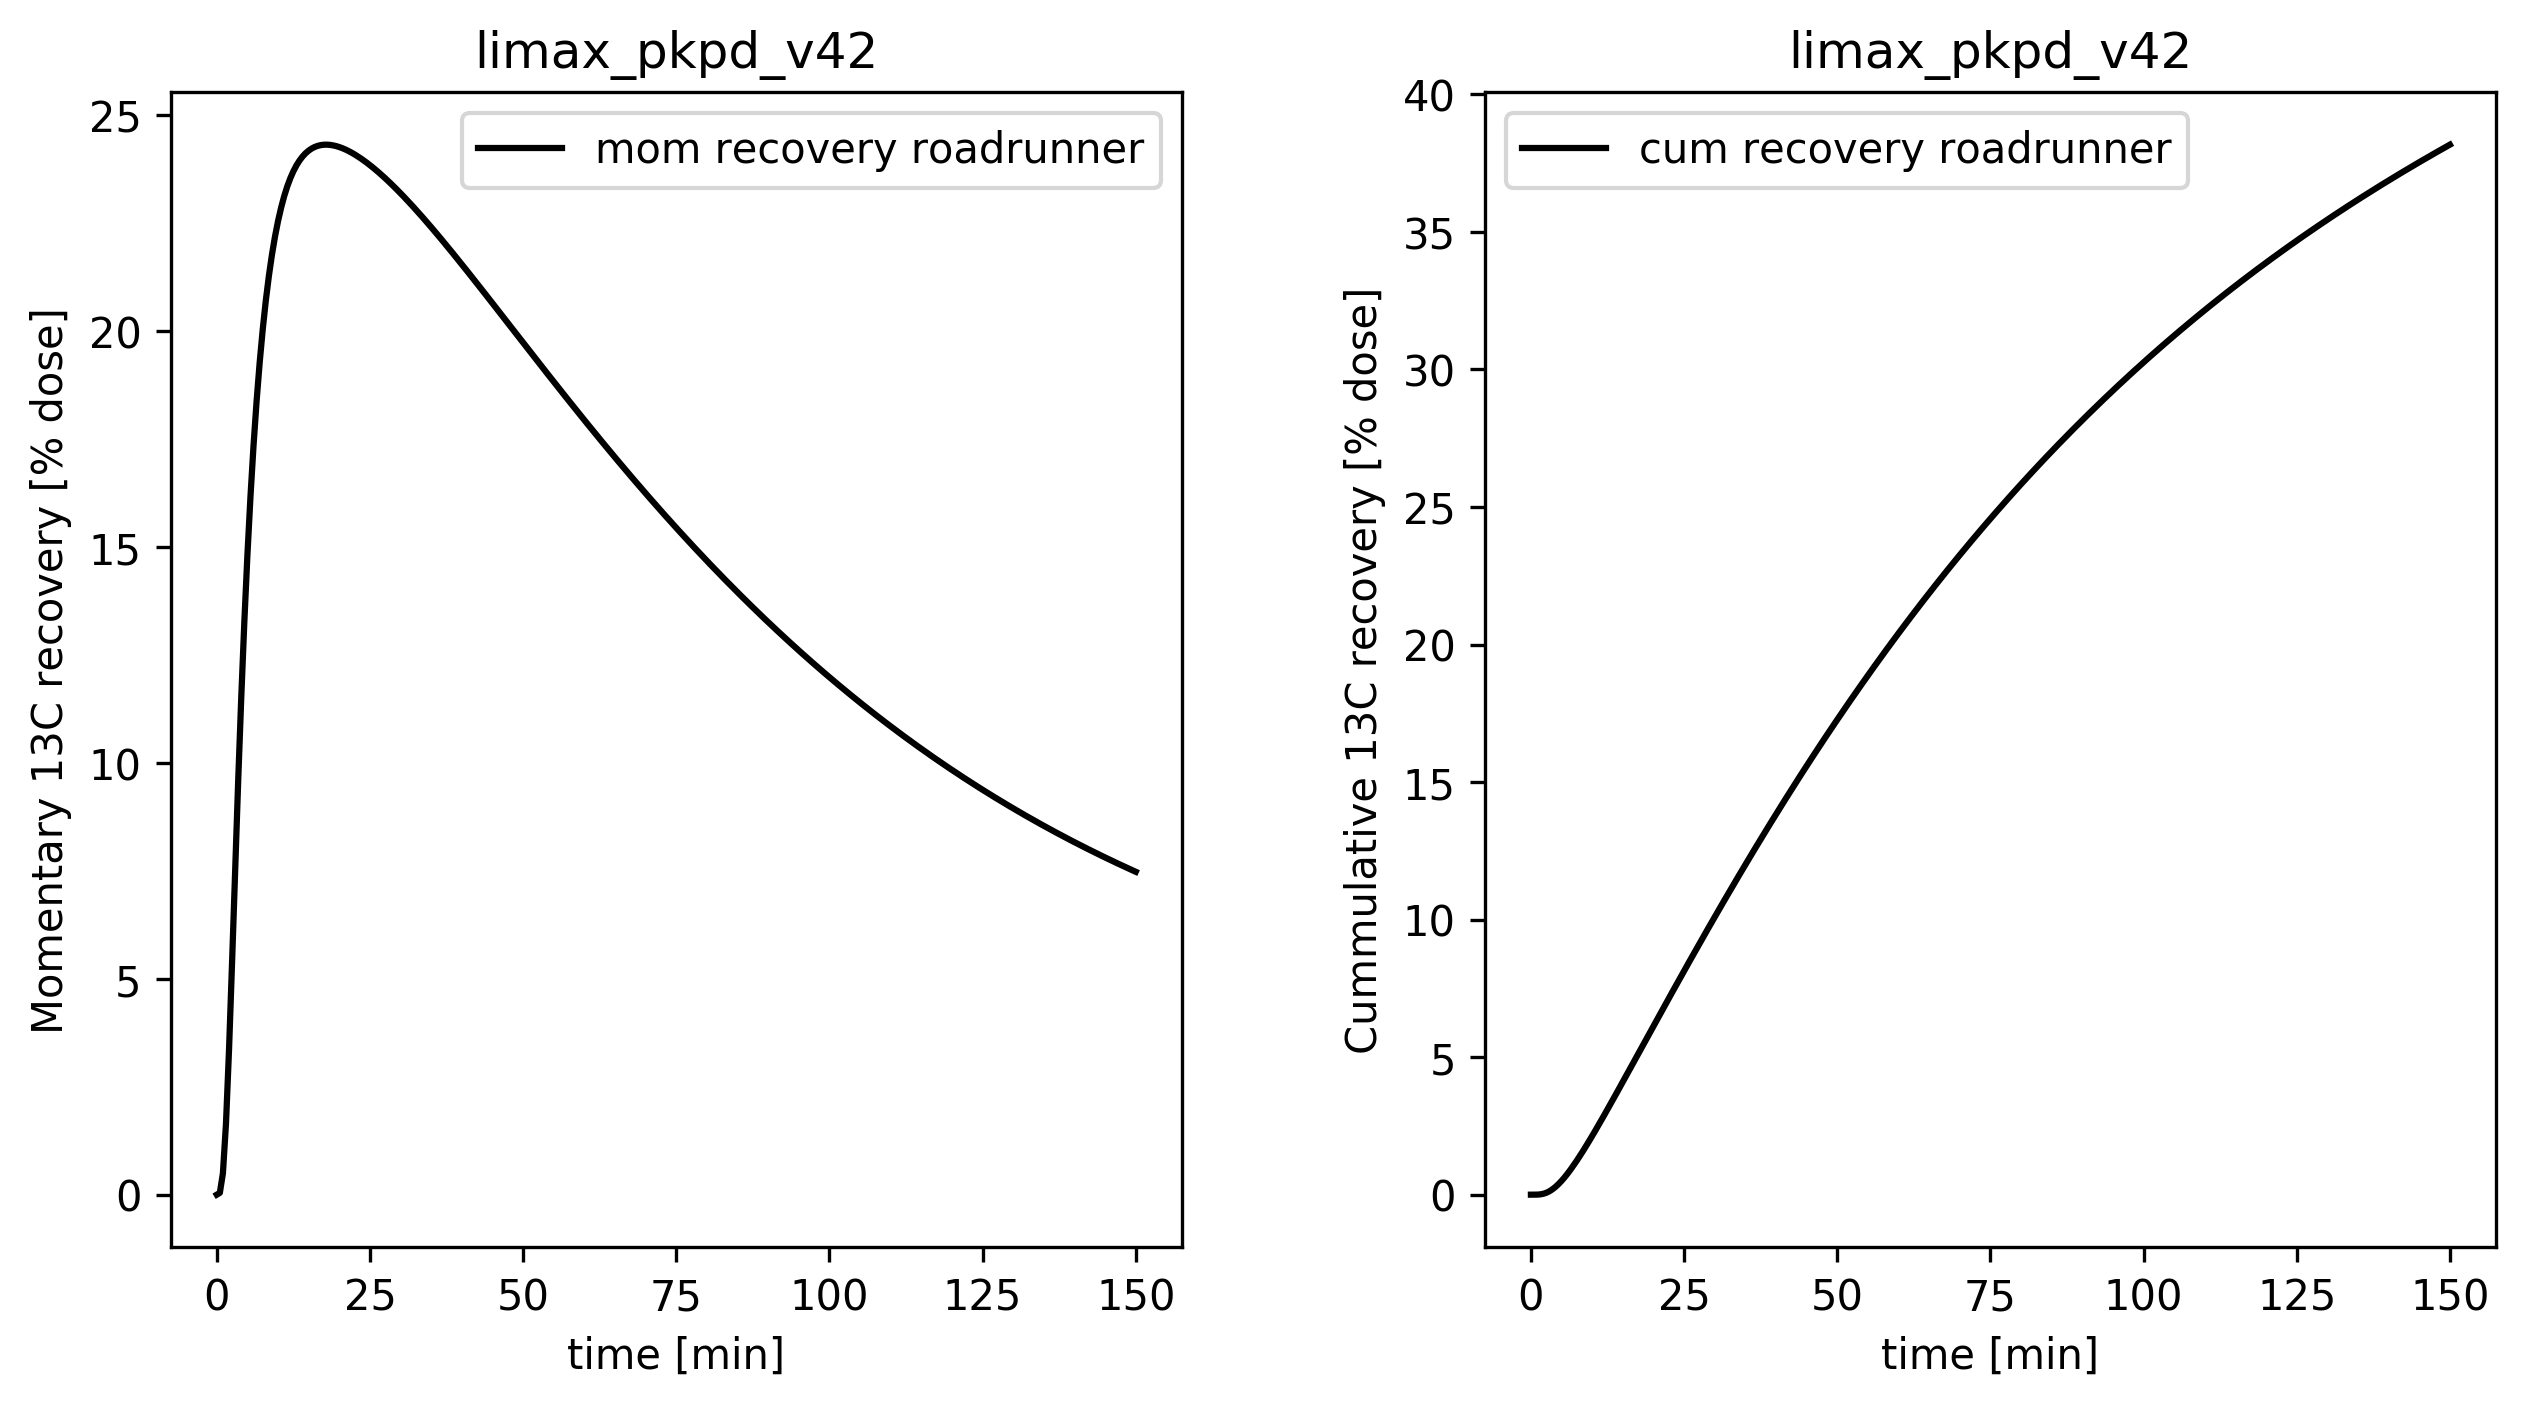 limax_pkpd_v42
mom recovery roadrunner
Momentary 13C recovery [% dose]
25
20
15
10
5
0
0 25 50 75 100 125 150
time [min]
limax_pkpd_v42
cum recovery roadrunner
Cummulative 13C recovery [% dose]
40
35
30
25
20
15
10
5
0
0 25 50 75 100 125 150
time [min]